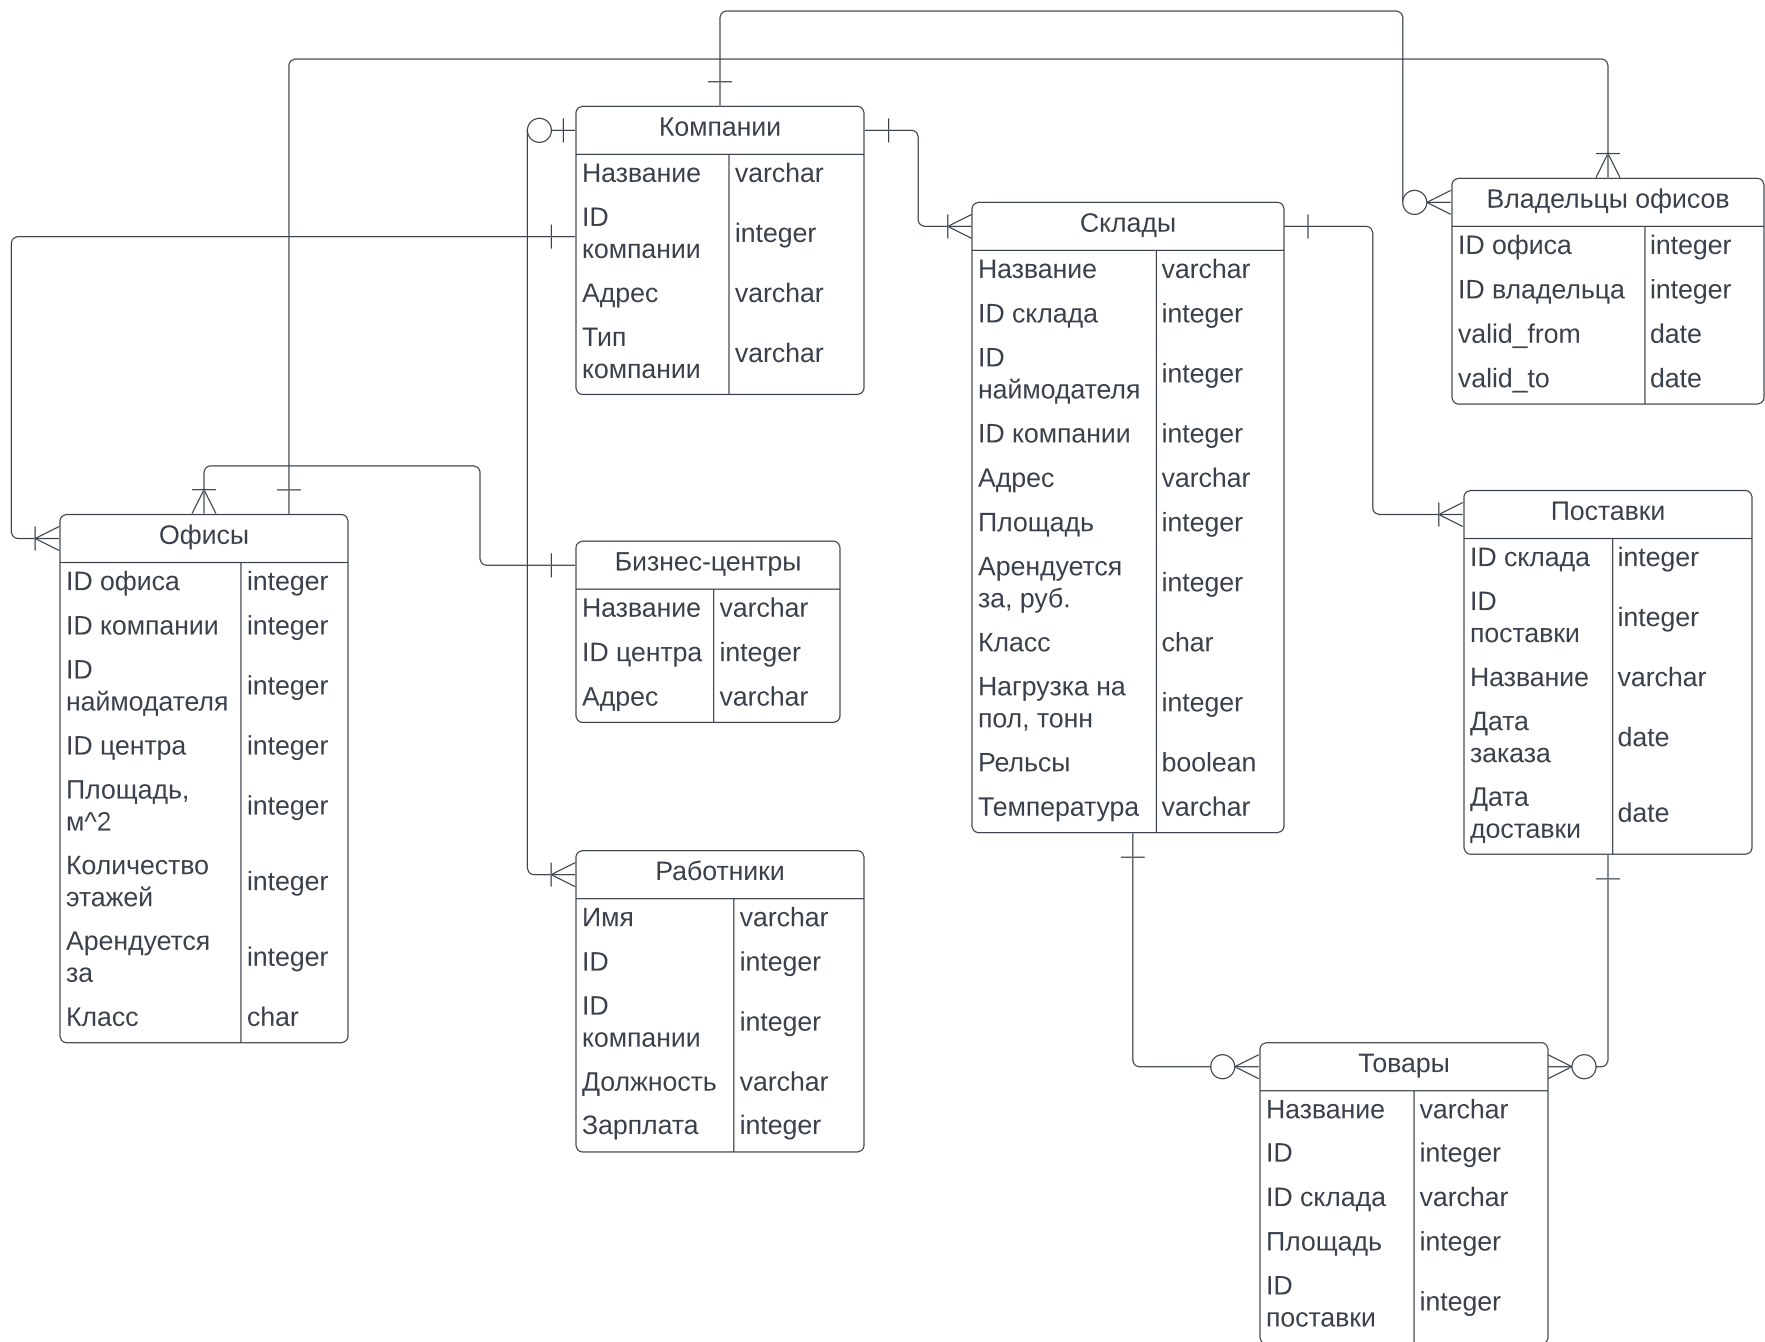 Компании
Название varchar
ID
компании integer
Адрес varchar
Тип
компании varchar
Владельцы офисов
ID офиса integer
ID владельца integer
valid_from date
valid_to date
Склады
Название varchar
ID склада integer
ID
наймодателя integer
ID компании integer
Адрес varchar
Площадь integer
Арендуется
за, руб. integer
Класс char
Нагрузка на
пол, тонн integer
Рельсы boolean
Температура varchar
Офисы
ID офиса integer
ID компании integer
ID
наймодателя integer
ID центра integer
Площадь,
м^2 integer
Количество
этажей integer
Арендуется
за integer
Класс char
Бизнес-центры
Название varchar
ID центра integer
Адрес varchar
Поставки
ID склада integer
ID
поставки integer
Название varchar
Дата
заказа date
Дата
доставки date
Работники
Имя varchar
ID integer
ID
компании integer
Должность varchar
Зарплата integer
Товары
Название varchar
ID integer
ID склада varchar
Площадь integer
ID
поставки integer